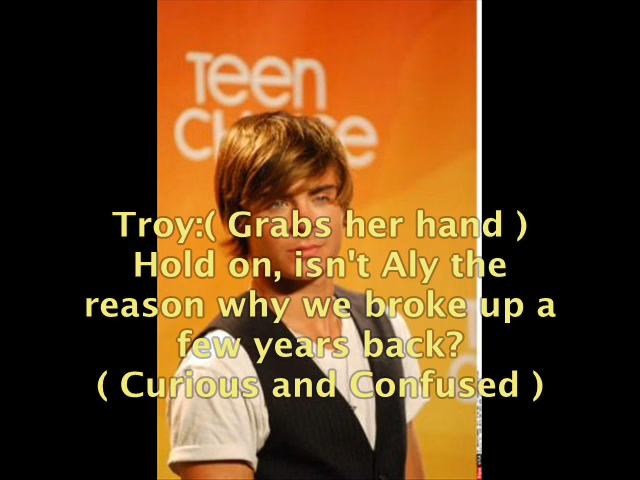 Teen
Troy:( Grabs her hand )
Hold on, isn't Aly the
reason why we broke up a
few years back?
( Curious and Confused )